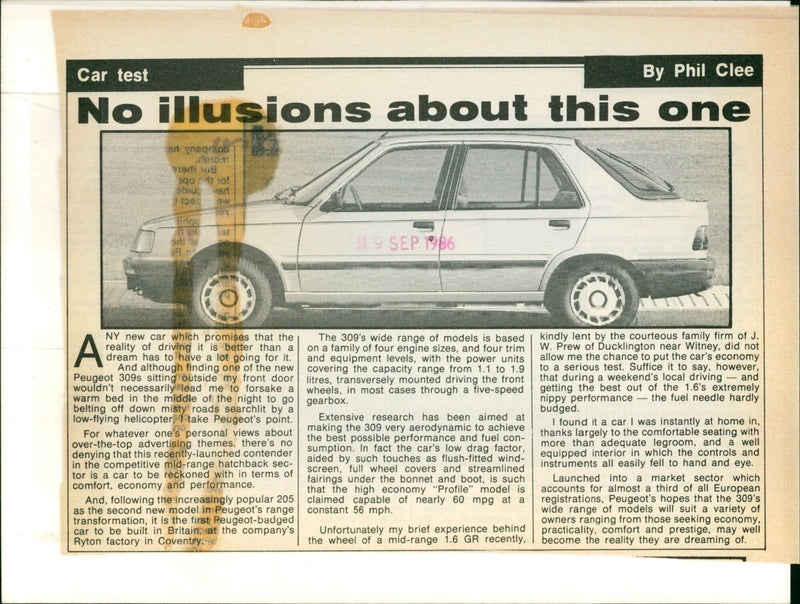 Car test
By Phil Clee
No illusions about this one
9 SEP 1986
ANY new car which promises that the
reality of driving it is better than a
dream has to have a lot going for it.
And although finding one of the new
Peugeot 309s sitting outside my front door
wouldn't necessarily lead me to forsake a
warm bed in the middle of the night to go
belting off down misty roads searchlit by a
low-flying helicopter, I take Peugeot's point.
For whatever one's personal views about
over-the-top advertising themes, there's no
denying that this recently-launched contender
in the competitive mid-range hatchback sec-
tor is a car to be reckoned with in terms of
comfort, economy and performance.
And, following the increasingly popular 205
as the second new model in Peugeot's range
transformation, it is the first Peugeot-badged
car to be built in Britain, at the company's
Ryton factory in Coventry.
The 309's wide range of models is based
on a family of four engine sizes, and four trim
and equipment levels, with the power units
covering the capacity range from 1.1 to 1.9
litres, transversely mounted driving the front
wheels, in most cases through a five-speed
gearbox.
Extensive research has been aimed at
making the 309 very aerodynamic to achieve
the best possible performance and fuel con-
sumption. In fact the car's low drag factor,
aided by such touches as flush-fitted wind-
screen, full wheel covers and streamlined
fairings under the bonnet and boot, is such
that the high economy "Profile" model is
claimed capable of nearly 60 mpg at a
constant 56 mph.
Unfortunately my brief experience behind
the wheel of a mid-range 1.6 GR recently,
kindly lent by the courteous family firm of J.
W. Prew of Ducklington near Witney, did not
allow me the chance to put the car's economy
to a serious test. Suffice it to say, however,
that during a weekend's local driving — and
getting the best out of the 1.6's extremely
nippy performance — the fuel needle hardly
budged.
I found it a car I was instantly at home in,
thanks largely to the comfortable seating with
more than adequate legroom, and a well
equipped interior in which the controls and
instruments all easily fell to hand and eye.
Launched into a market sector which
accounts for almost a third of all European
registrations, Peugeot's hopes that the 309's
wide range of models will suit a variety of
owners ranging from those seeking economy,
practicality, comfort and prestige, may well
become the reality they are dreaming of.